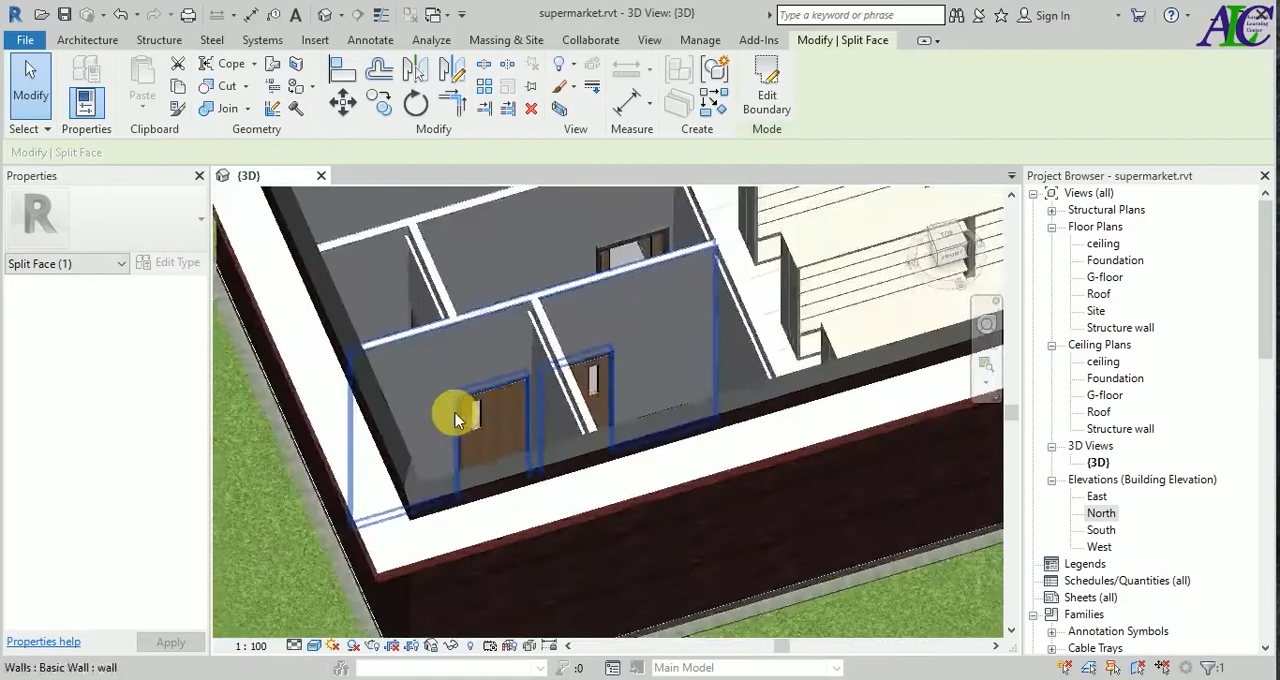 supermarket.rvt - 3D View: {3D}
Type a keyword or phrase
Sign In
ALC
File
Architecture
Structure
Steel
Systems
Insert
Annotate
Analyze
Massing & Site
Collaborate
View
Manage
Add-Ins
Modify | Split Face
Modify
Paste
Cope
Cut
Join
Edit
Boundary
Select
Properties
Clipboard
Geometry
Modify
View
Measure
Create
Mode
Modify | Split Face
Properties
Split Face (1)
Edit Type
Properties help
Apply
{3D}
TOP
FRONT
Project Browser - supermarket.rvt
Views (all)
Structural Plans
Floor Plans
ceiling
Foundation
G-floor
Roof
Site
Structure wall
Ceiling Plans
ceiling
Foundation
G-floor
Roof
Structure wall
3D Views
{3D}
Elevations (Building Elevation)
East
North
South
West
Legends
Schedules/Quantities (all)
Sheets (all)
Families
Annotation Symbols
Cable Trays
1 : 100
Walls : Basic Wall : wall
:0
Main Model
:1